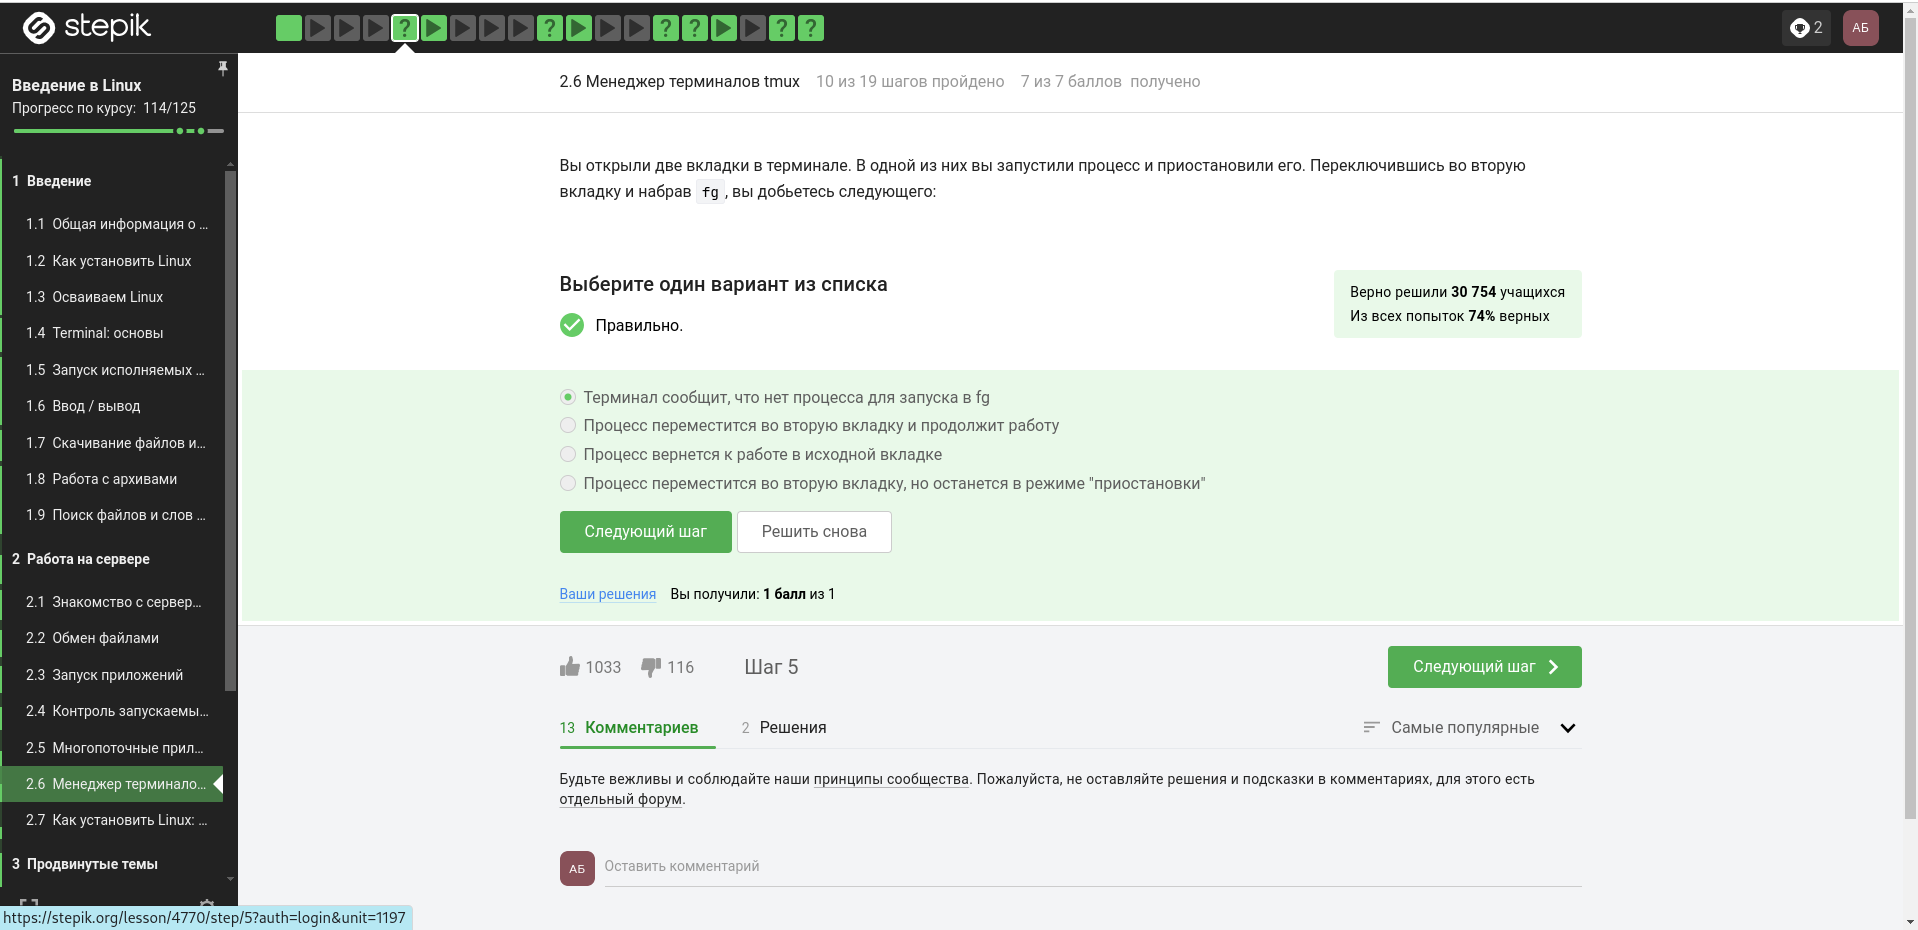 stepik
? ? ? ? ? ?
2
АБ
Введение в Linux
Прогресс по курсу: 114/125
1 Введение
1.1 Общая информация о ...
1.2 Как установить Linux
1.3 Осваиваем Linux
1.4 Terminal: основы
1.5 Запуск исполняемых ...
1.6 Ввод / вывод
1.7 Скачивание файлов и...
1.8 Работа с архивами
1.9 Поиск файлов и слов ...
2 Работа на сервере
2.1 Знакомство с сервер...
2.2 Обмен файлами
2.3 Запуск приложений
2.4 Контроль запускаемы...
2.5 Многопоточные прил...
2.6 Менеджер терминало...
2.7 Как установить Linux: ...
3 Продвинутые темы
https://stepik.org/lesson/4770/step/5?auth=login&unit=1197
2.6 Менеджер терминалов tmux 10 из 19 шагов пройдено 7 из 7 баллов получено
Вы открыли две вкладки в терминале. В одной из них вы запустили процесс и приостановили его. Переключившись во вторую
вкладку и набрав fg, вы добьетесь следующего:
Выберите один вариант из списка
Правильно.
Верно решили 30 754 учащихся
Из всех попыток 74% верных
Терминал сообщит, что нет процесса для запуска в fg
Процесс переместится во вторую вкладку и продолжит работу
Процесс вернется к работе в исходной вкладке
Процесс переместится во вторую вкладку, но останется в режиме "приостановки"
Следующий шаг Решить снова
Ваши решения Вы получили: 1 балл из 1
1033 116 Шаг 5 Следующий шаг
13 Комментариев 2 Решения Самые популярные
Будьте вежливы и соблюдайте наши принципы сообщества. Пожалуйста, не оставляйте решения и подсказки в комментариях, для этого есть
отдельный форум.
АБ Оставить комментарий